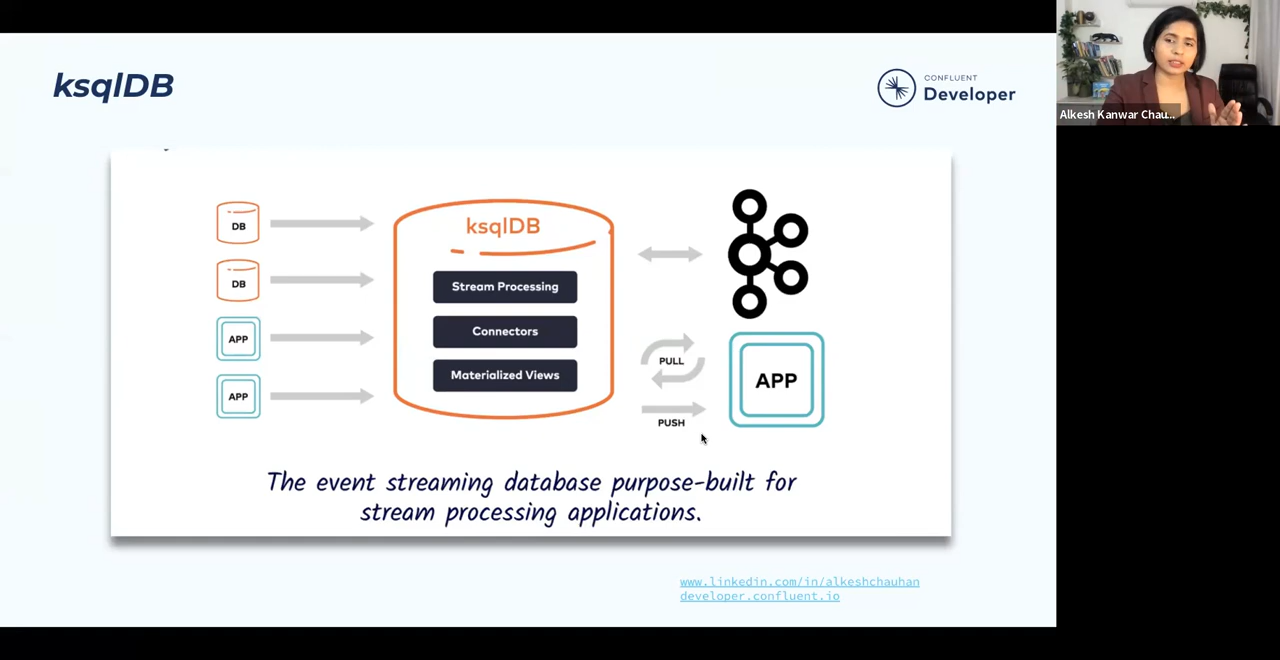 ksqlDB
CONFLUENT
Developer
Alkesh Kanwar Chau...
DB
DB
APP
APP
ksqlDB
Stream Processing
Connectors
Materialized Views
PULL
PUSH
APP
The event streaming database purpose-built for
stream processing applications.
www.linkedin.com/in/alkeshchauhan
developer.confluent.io